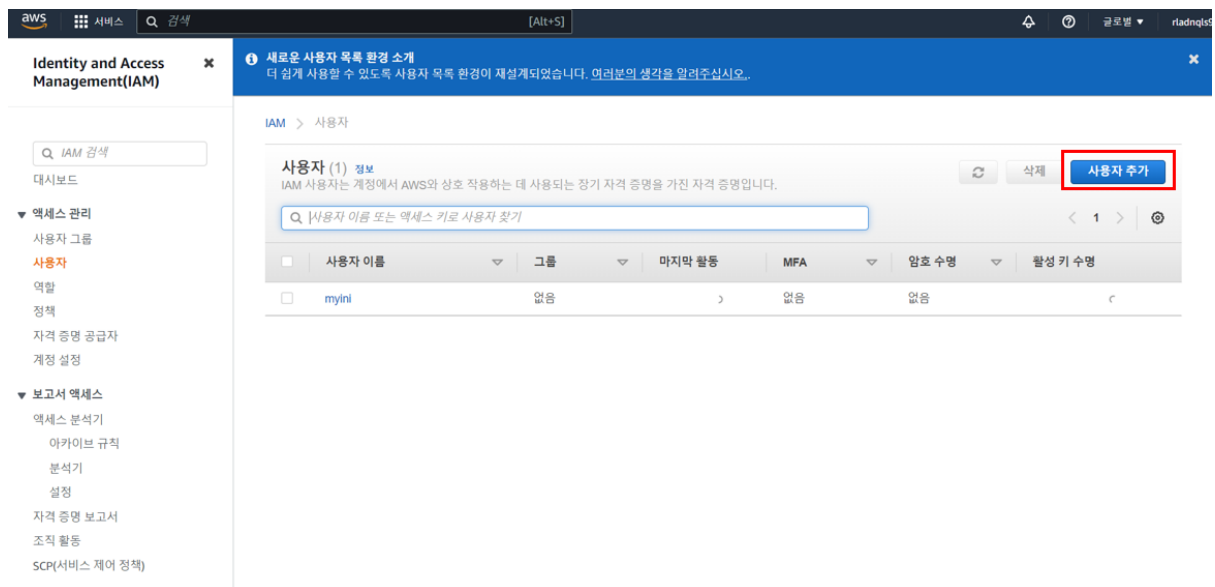 aws
서비스
검색
[Alt+S]
글로벌 ▼
rladnqls9
Identity and Access
Management(IAM)
새로운 사용자 목록 환경 소개
더 쉽게 사용할 수 있도록 사용자 목록 환경이 재설계되었습니다. 여러분의 생각을 알려주십시오..
IAM 검색
대시보드
▼ 액세스 관리
사용자 그룹
사용자
역할
정책
자격 증명 공급자
계정 설정
▼ 보고서 액세스
액세스 분석기
아카이브 규칙
분석기
설정
자격 증명 보고서
조직 활동
SCP(서비스 제어 정책)
IAM > 사용자
사용자 (1) 정보
IAM 사용자는 계정에서 AWS와 상호 작용하는 데 사용되는 장기 자격 증명을 가진 자격 증명입니다.
삭제
사용자 추가
사용자 이름 또는 액세스 키로 사용자 찾기
< 1 >
사용자 이름 그룹 마지막 활동 MFA 암호 수명 활성 키 수명
myini 없음 없음 없음